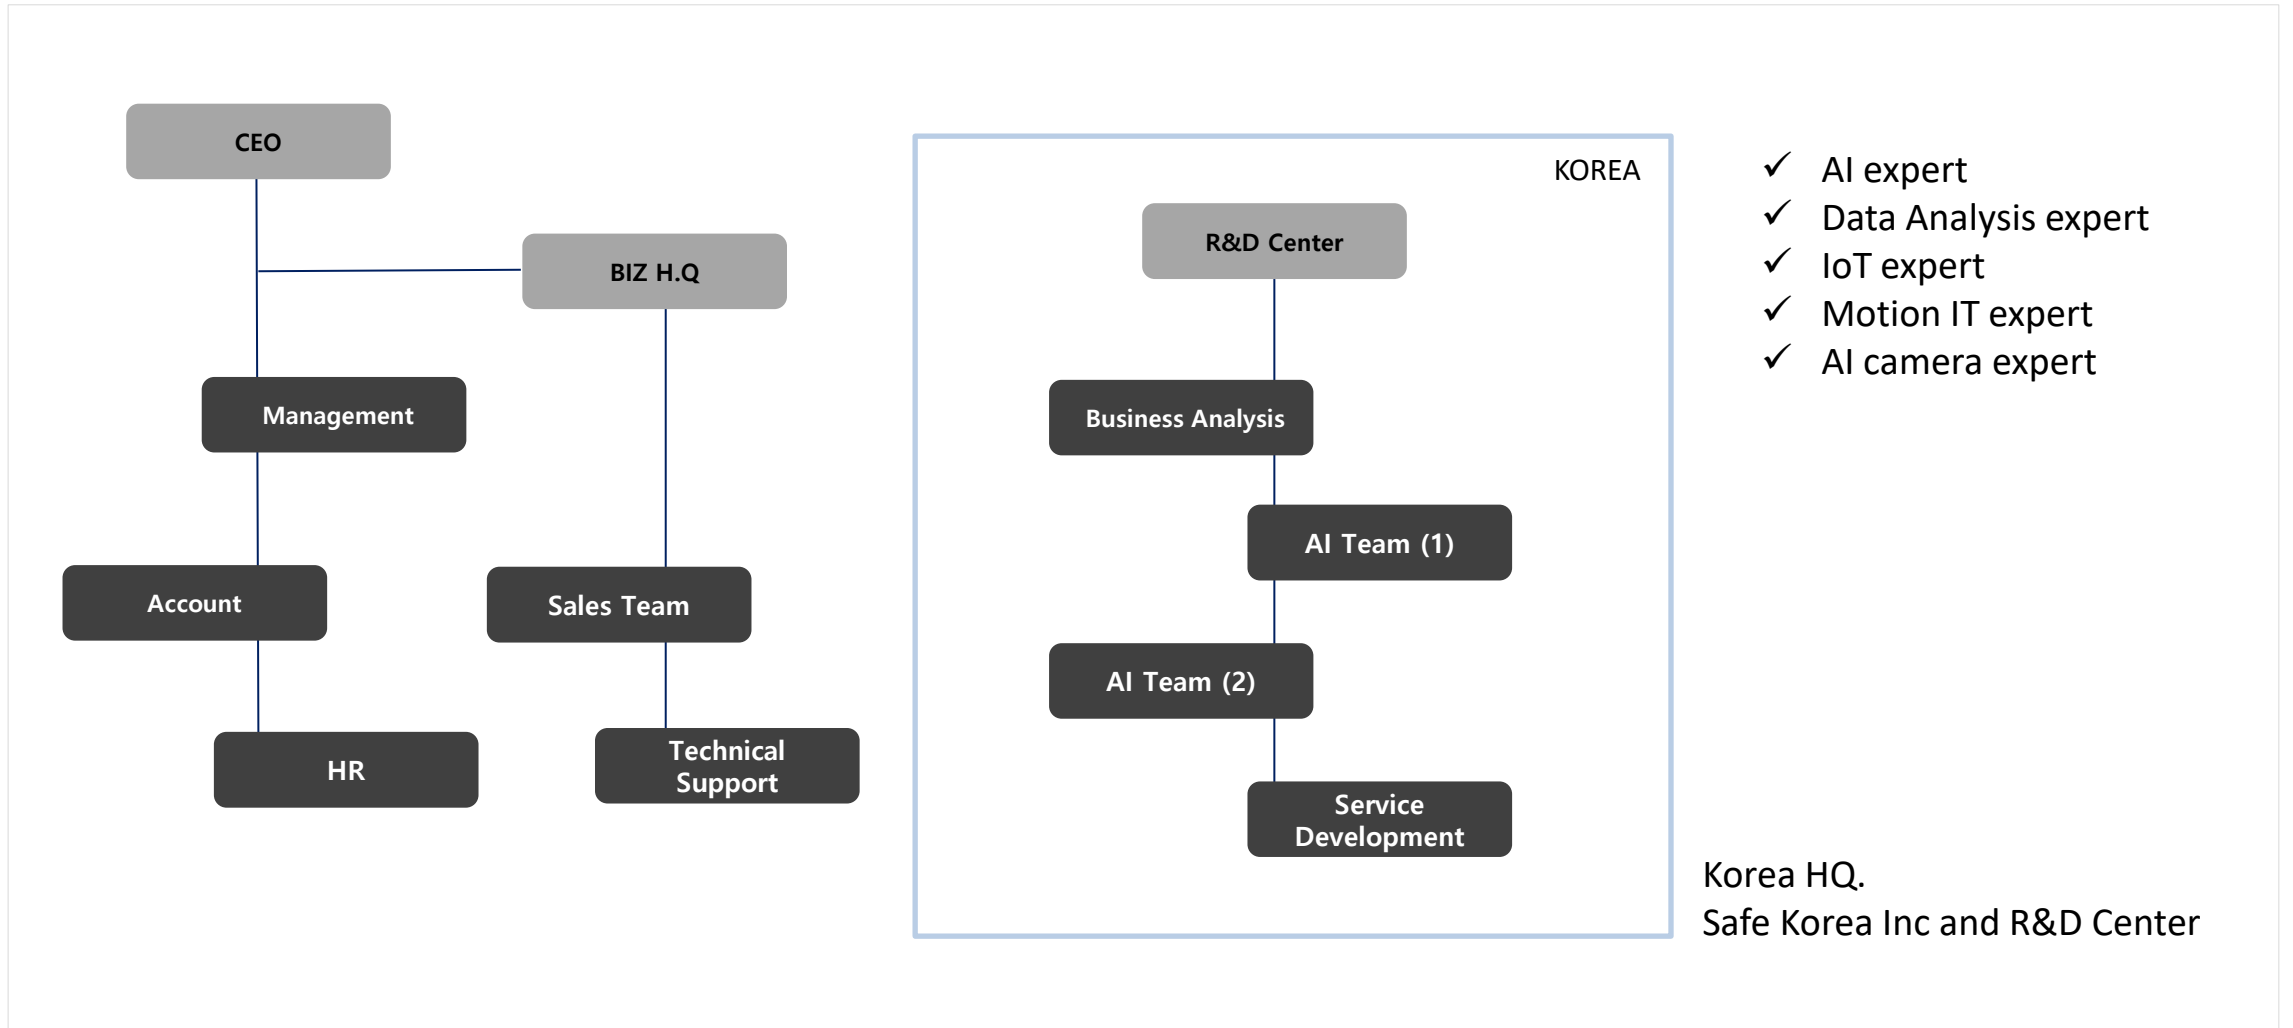 CEO
BIZ H.Q
Management
Account
Sales Team
HR
Technical
Support
KOREA
R&D Center
Business Analysis
AI Team (1)
AI Team (2)
Service
Development
✓ AI expert
✓ Data Analysis expert
✓ IoT expert
✓ Motion IT expert
✓ AI camera expert
Korea HQ.
Safe Korea Inc and R&D Center